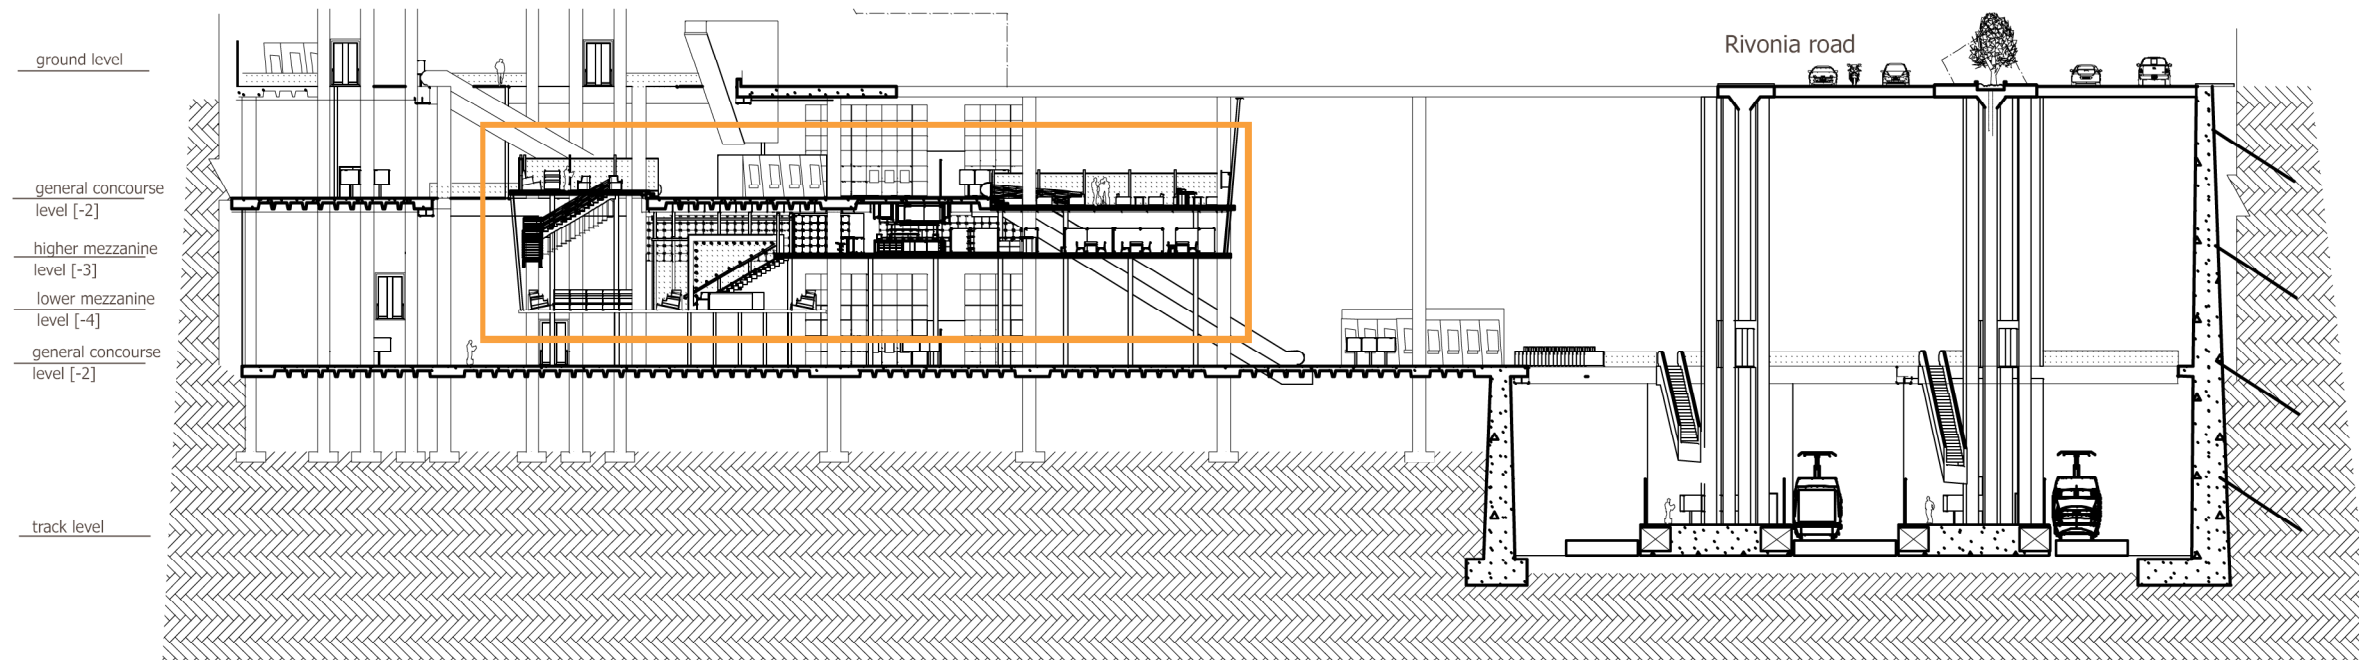 Rivonia road
ground level
general concourse
level [-2]
higher mezzanine
level [-3]
lower mezzanine
level [-4]
general concourse
level [-2]
track level